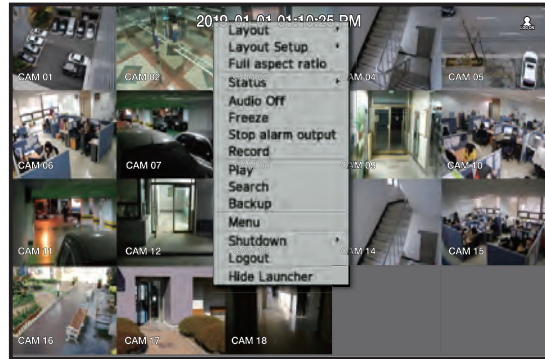 2019-01-01 01:10:25 PM
LOGON
CAM 01
CAM 02
CAM 04
CAM 05
Layout
Layout Setup
Full aspect ratio
Status
Audio Off
Freeze
Stop alarm output
Record
Play
Search
Backup
Menu
Shutdown
Logout
Hide Launcher
CAM 06
CAM 07
CAM 09
CAM 10
CAM 11
CAM 12
CAM 14
CAM 15
CAM 16
CAM 17
CAM 18